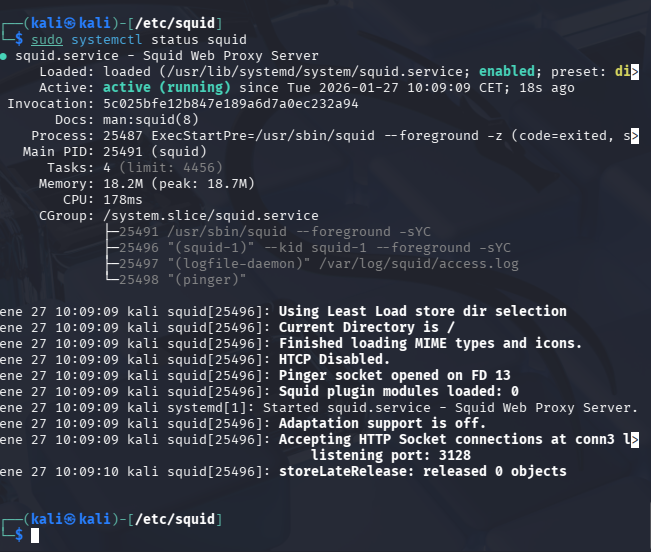 ┌──(kali㉿kali)-[/etc/squid]
└─$ sudo systemctl status squid
● squid.service - Squid Web Proxy Server
     Loaded: loaded (/usr/lib/systemd/system/squid.service; enabled; preset: di>
     Active: active (running) since Tue 2026-01-27 10:09:09 CET; 18s ago
 Invocation: 5c025bfe12b847e189a6d7a0ec232a94
       Docs: man:squid(8)
    Process: 25487 ExecStartPre=/usr/sbin/squid --foreground -z (code=exited, s>
   Main PID: 25491 (squid)
      Tasks: 4 (limit: 4456)
     Memory: 18.2M (peak: 18.7M)
        CPU: 178ms
     CGroup: /system.slice/squid.service
             ├─25491 /usr/sbin/squid --foreground -sYC
             ├─25496 "(squid-1)" --kid squid-1 --foreground -sYC
             ├─25497 "(logfile-daemon)" /var/log/squid/access.log
             └─25498 "(pinger)"
ene 27 10:09:09 kali squid[25496]: Using Least Load store dir selection
ene 27 10:09:09 kali squid[25496]: Current Directory is /
ene 27 10:09:09 kali squid[25496]: Finished loading MIME types and icons.
ene 27 10:09:09 kali squid[25496]: HTCP Disabled.
ene 27 10:09:09 kali squid[25496]: Pinger socket opened on FD 13
ene 27 10:09:09 kali squid[25496]: Squid plugin modules loaded: 0
ene 27 10:09:09 kali systemd[1]: Started squid.service - Squid Web Proxy Server.
ene 27 10:09:09 kali squid[25496]: Adaptation support is off.
ene 27 10:09:09 kali squid[25496]: Accepting HTTP Socket connections at conn3 l>
                                       listening port: 3128
ene 27 10:09:10 kali squid[25496]: storeLateRelease: released 0 objects
┌──(kali㉿kali)-[/etc/squid]
└─$